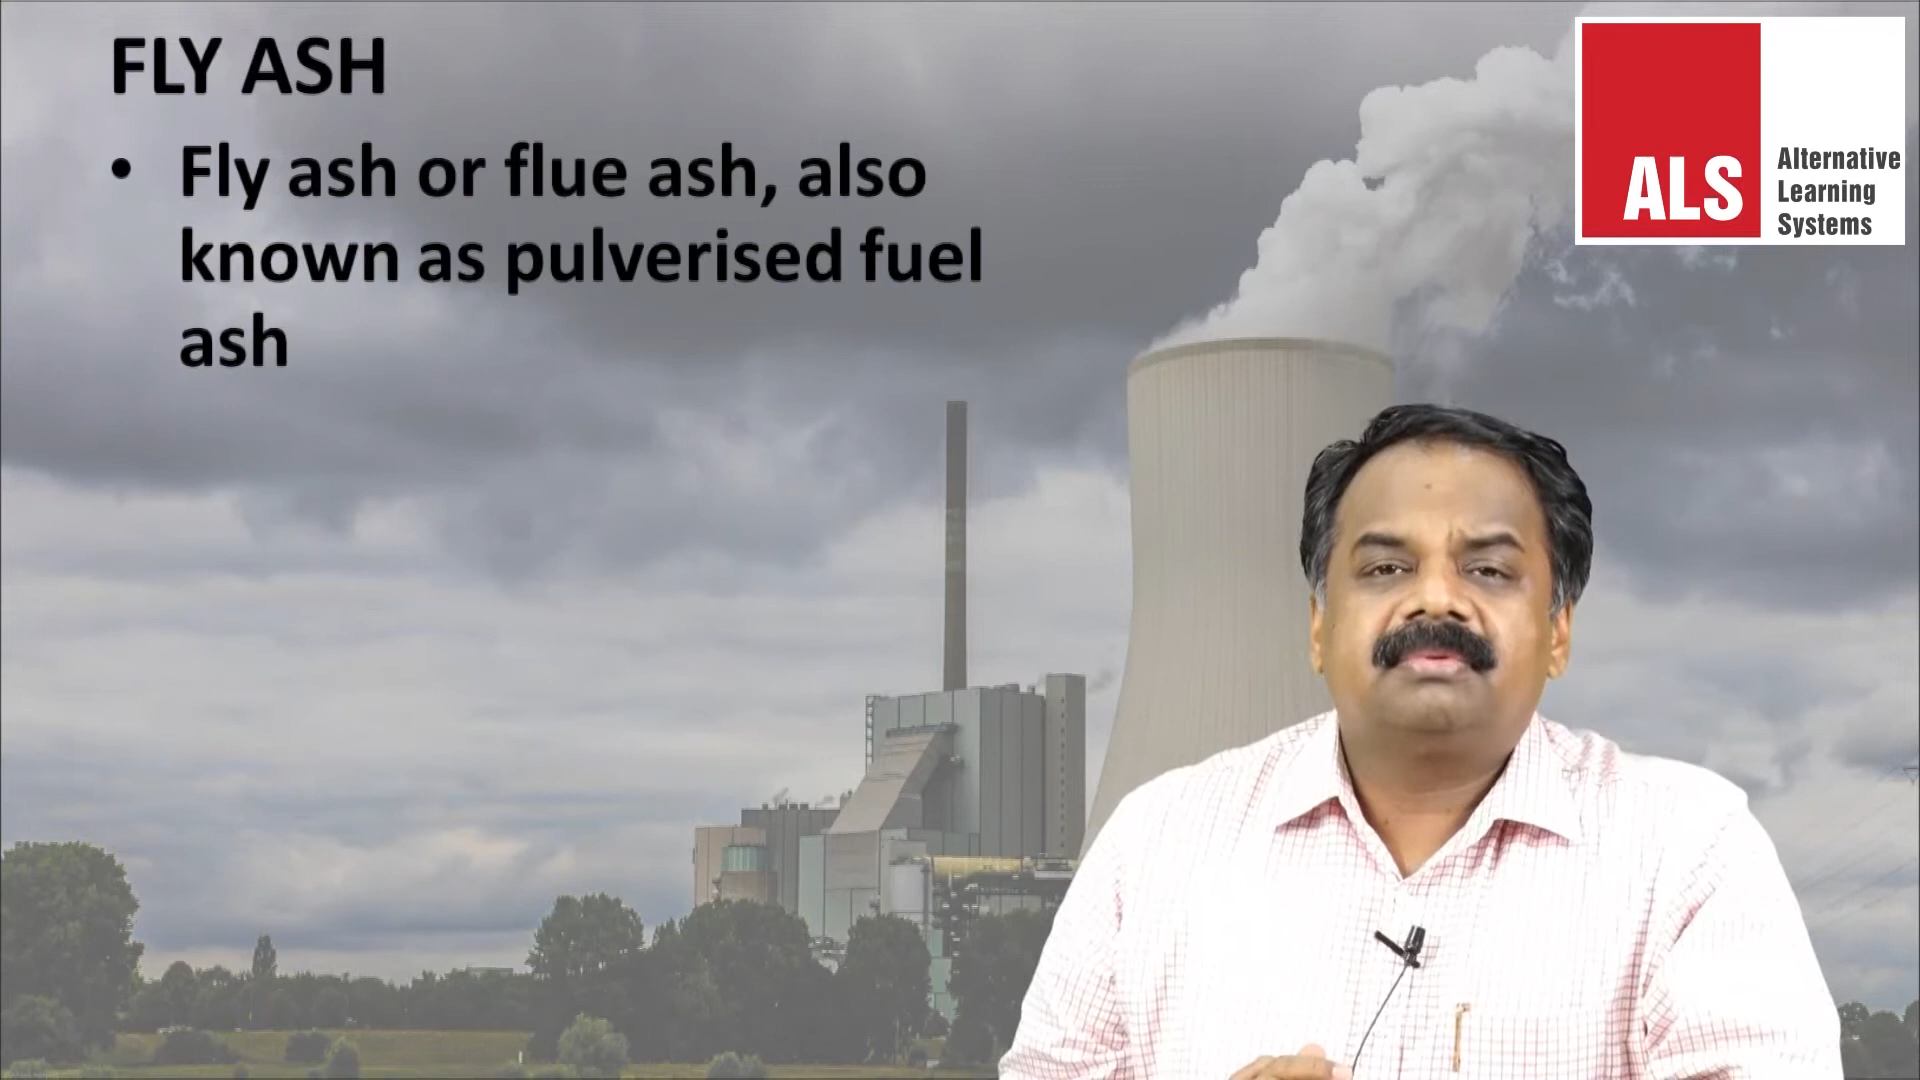 FLY ASH
• Fly ash or flue ash, also
known as pulverised fuel
ash
ALS
Alternative
Learning
Systems